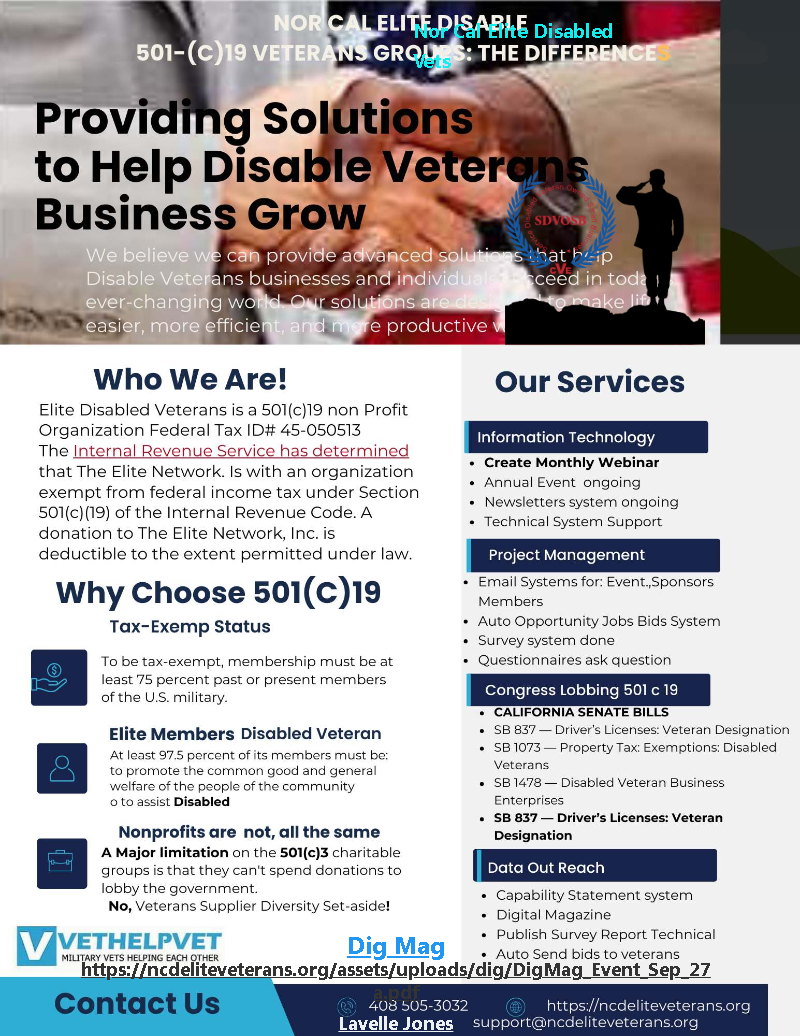 NOR CAL ELITE DISABLE
Nor Cal Elite Disabled
Vets
501-(C)19 VETERANS GROUPS: THE DIFFERENCES
Providing Solutions
to Help Disable Veterans
Business Grow
SDVOSB
CVE
We believe we can provide advanced solutions that help
Disable Veterans businesses and individual succeed in toda
ever-changing world. Our solutions are designed to make lif
easier, more efficient, and more productive w
Who We Are!
Elite Disabled Veterans is a 501(c)19 non Profit
Organization Federal Tax ID# 45-050513
The Internal Revenue Service has determined
that The Elite Network. Is with an organization
exempt from federal income tax under Section
501(c)(19) of the Internal Revenue Code. A
donation to The Elite Network, Inc. is
deductible to the extent permitted under law.
Why Choose 501(C)19
Tax-Exemp Status
To be tax-exempt, membership must be at
least 75 percent past or present members
of the U.S. military.
Elite Members Disabled Veteran
At least 97.5 percent of its members must be:
to promote the common good and general
welfare of the people of the community
o to assist Disabled
Nonprofits are not, all the same
A Major limitation on the 501(c)3 charitable
groups is that they can't spend donations to
lobby the government.
No, Veterans Supplier Diversity Set-aside!
Our Services
Information Technology
• Create Monthly Webinar
• Annual Event ongoing
• Newsletters system ongoing
• Technical System Support
Project Management
• Email Systems for: Event.,Sponsors
Members
• Auto Opportunity Jobs Bids System
• Survey system done
• Questionnaires ask question
Congress Lobbing 501 c 19
• CALIFORNIA SENATE BILLS
• SB 837 — Driver's Licenses: Veteran Designation
• SB 1073 — Property Tax: Exemptions: Disabled
Veterans
• SB 1478 — Disabled Veteran Business
Enterprises
• SB 837 — Driver's Licenses: Veteran
Designation
Data Out Reach
• Capability Statement system
• Digital Magazine
• Publish Survey Report Technical
• Auto Send bids to veterans
VETHELPVET
MILITARY VETS HELPING EACH OTHER
Dig Mag
https://ncdeliteveterans.org/assets/uploads/dig/DigMag_Event_Sep_27
a.pdf
Contact Us
408 505-3032
https://ncdeliteveterans.org
Lavelle Jones
support@ncdeliteveterans.org